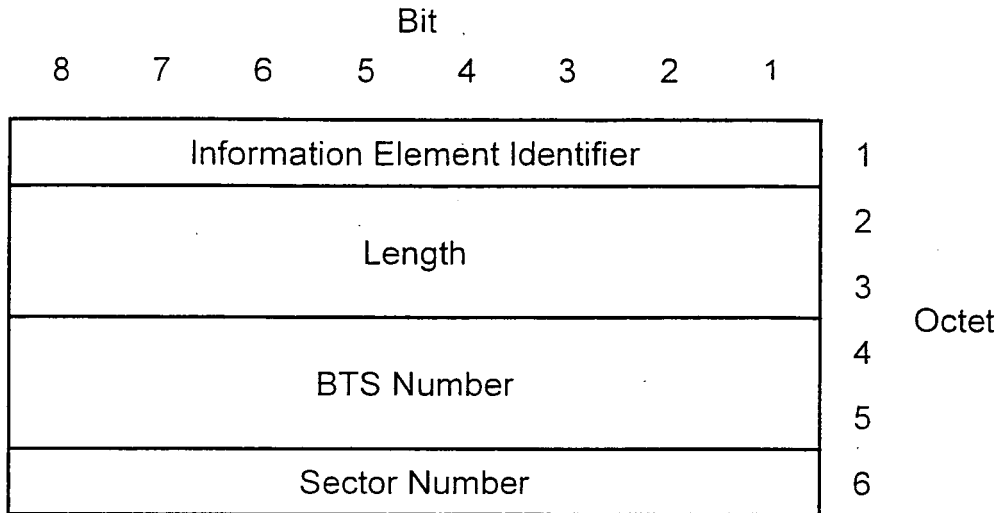 Bit
8 7 6 5 4 3 2 1
Information Element Identifier 1
2
Length
3
Octet
4
BTS Number
5
Sector Number 6